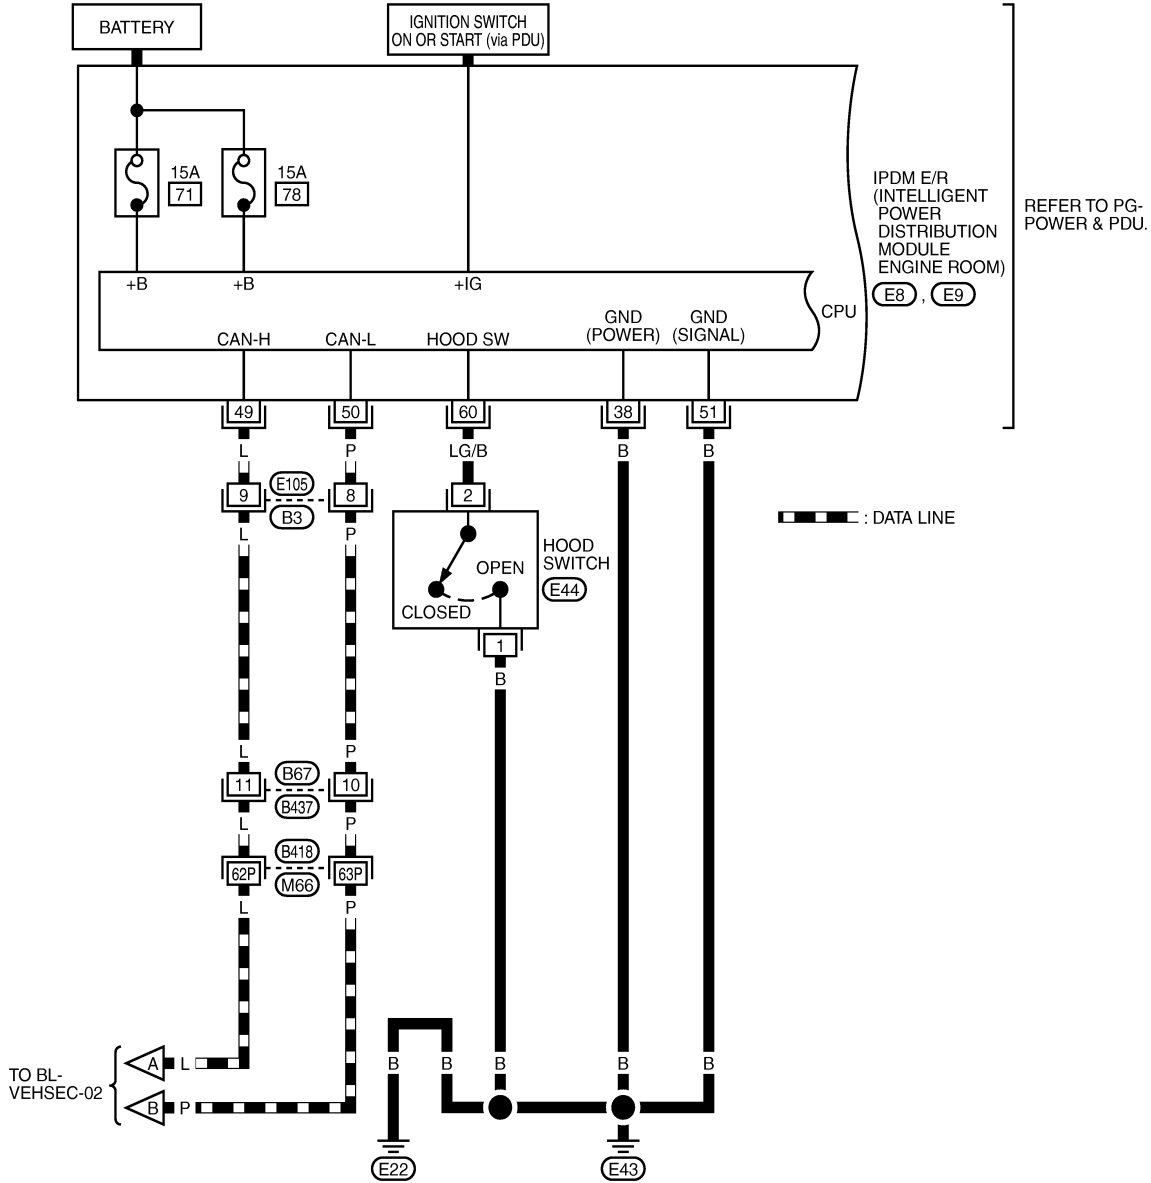 BATTERY
IGNITION SWITCH
ON OR START (via PDU)
15A
71
15A
78
IPDM E/R
(INTELLIGENT
POWER
DISTRIBUTION
MODULE
ENGINE ROOM)
E8 , E9
REFER TO PG-
POWER & PDU.
+B
+B
+IG
CPU
CAN-H
CAN-L
HOOD SW
GND
(POWER)
GND
(SIGNAL)
49
50
60
38
51
L
P
LG/B
B
B
9
E105
8
2
B3
: DATA LINE
L
P
HOOD
SWITCH
E44
OPEN
CLOSED
1
B
L
P
11
B67
10
B437
L
P
B418
62P
63P
M66
L
P
TO BL-
VEHSEC-02
A
L
B
P
B
B
B
B
B
E22
E43